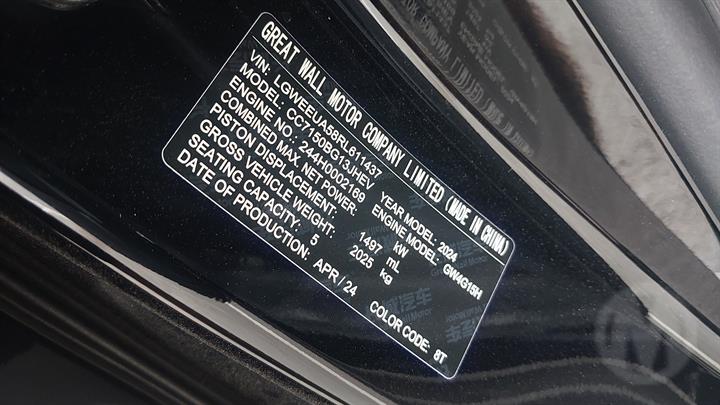 GREAT WALL MOTOR COMPANY LIMITED (MADE IN CHINA)
VIN: LGWEEUA58RL611437
MODEL: CC7150BG13JHEV YEAR MODEL: 2024
ENGINE NO.: 244H0002169 ENGINE MODEL: GW4G15H
COMBINED MAX. NET POWER: kW
PISTON DISPLACEMENT: 1497 mL
GROSS VEHICLE WEIGHT: 2025 kg
SEATING CAPACITY: 5
DATE OF PRODUCTION: APR / 24 COLOR CODE: 8T